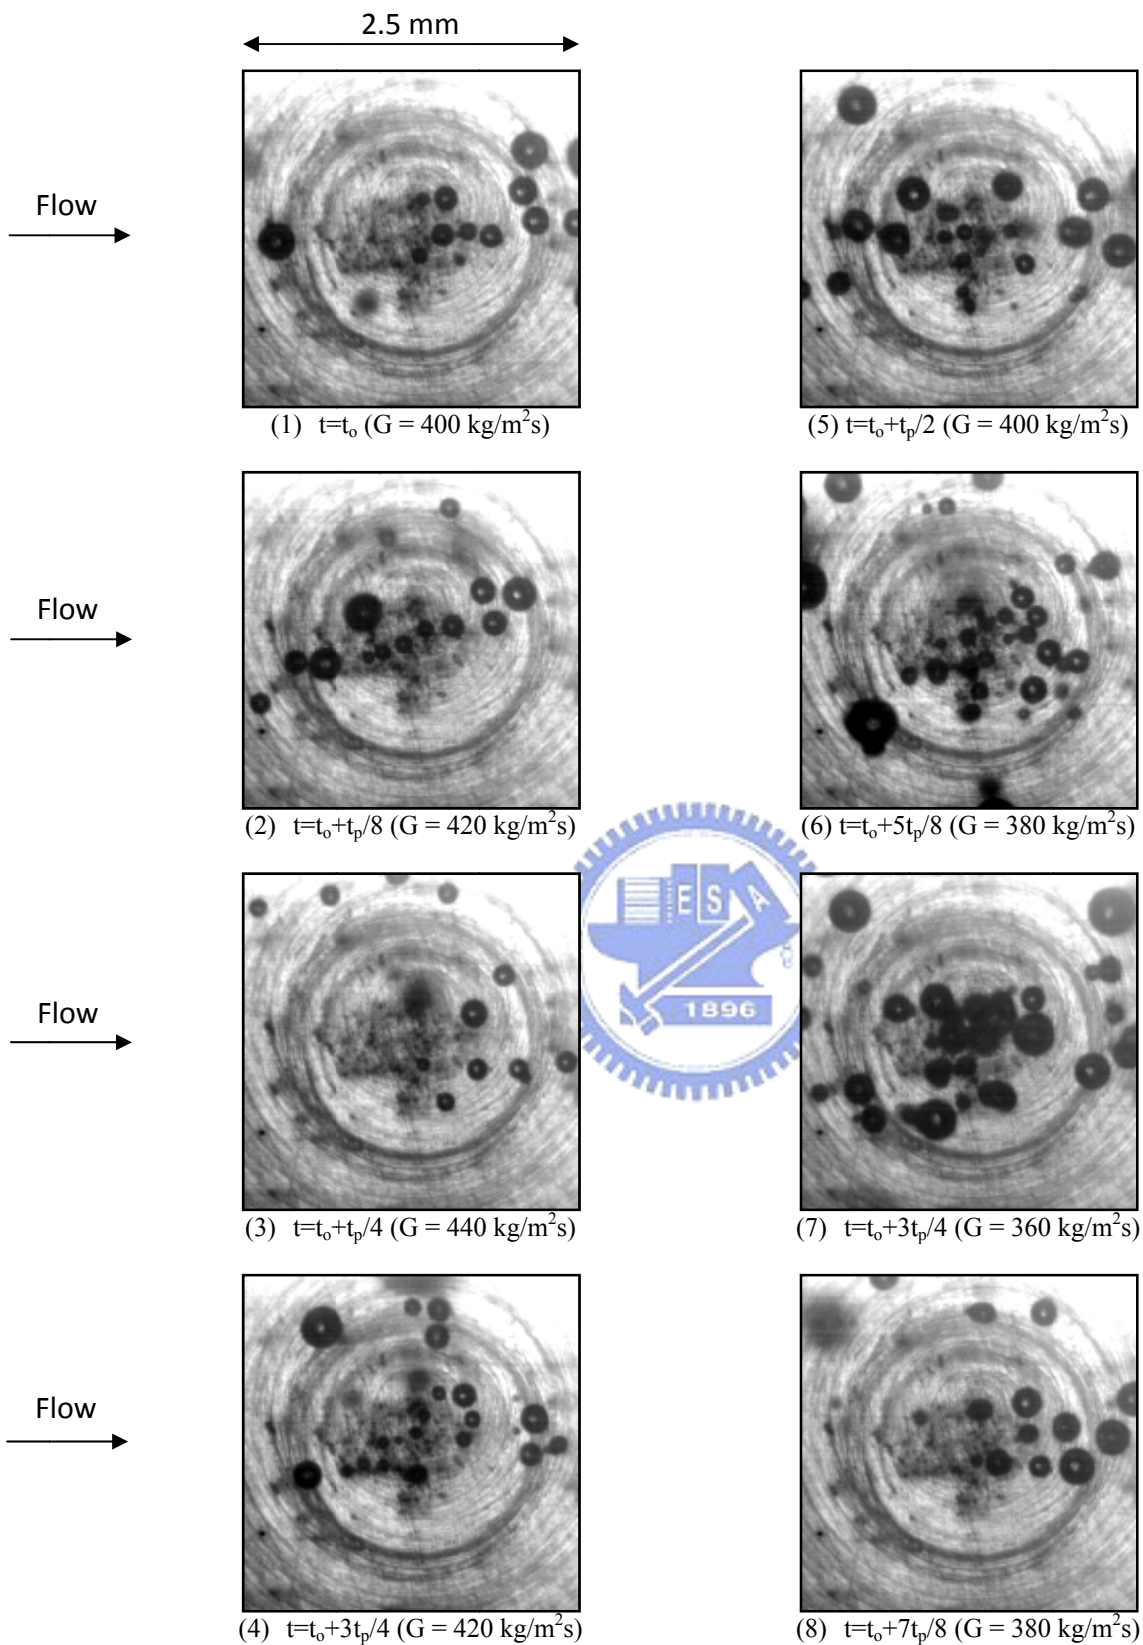 2.5 mm
Flow
(1) t=tₒ (G = 400 kg/m²s)
(5) t=tₒ+tₚ/2 (G = 400 kg/m²s)
Flow
(2) t=tₒ+tₚ/8 (G = 420 kg/m²s)
(6) t=tₒ+5tₚ/8 (G = 380 kg/m²s)
E S A
1896
Flow
(3) t=tₒ+tₚ/4 (G = 440 kg/m²s)
(7) t=tₒ+3tₚ/4 (G = 360 kg/m²s)
Flow
(4) t=tₒ+3tₚ/4 (G = 420 kg/m²s)
(8) t=tₒ+7tₚ/8 (G = 380 kg/m²s)